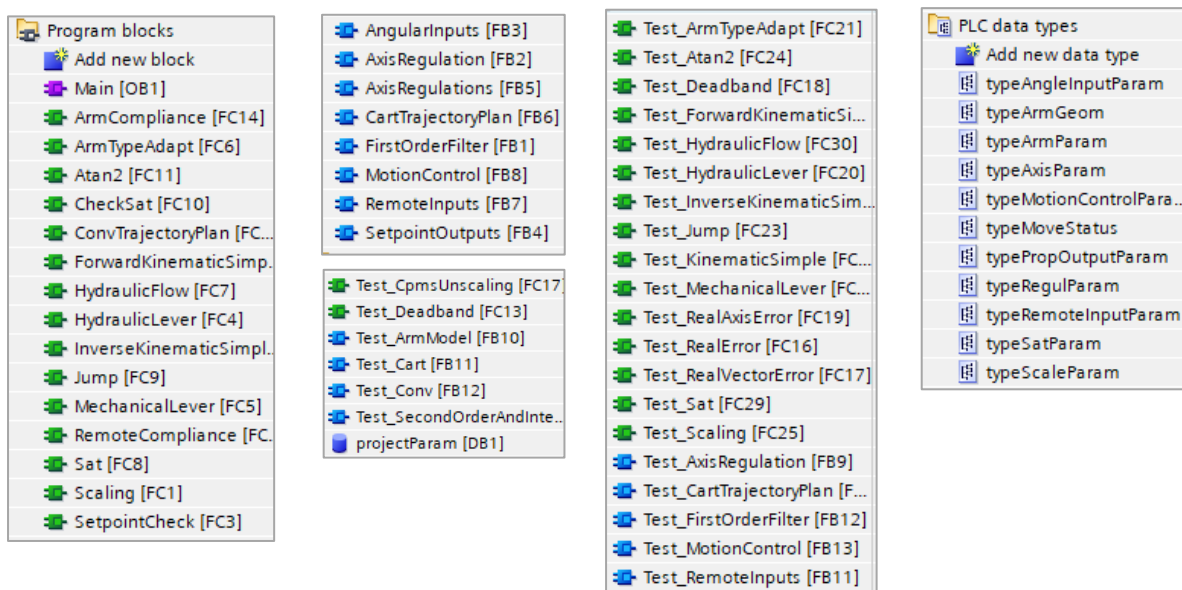 Program blocks
Add new block
Main [OB1]
ArmCompliance [FC14]
ArmTypeAdapt [FC6]
Atan2 [FC11]
CheckSat [FC10]
ConvTrajectoryPlan [FC...
ForwardKinematicSimp.
HydraulicFlow [FC7]
HydraulicLever [FC4]
InverseKinematicSimpl.
Jump [FC9]
MechanicalLever [FC5]
RemoteCompliance [FC.
Sat [FC8]
Scaling [FC1]
SetpointCheck [FC3]
AngularInputs [FB3]
AxisRegulation [FB2]
AxisRegulations [FB5]
CartTrajectoryPlan [FB6]
FirstOrderFilter [FB1]
MotionControl [FB8]
RemoteInputs [FB7]
SetpointOutputs [FB4]
Test_CpmsUnscaling [FC17]
Test_Deadband [FC13]
Test_ArmModel [FB10]
Test_Cart [FB11]
Test_Conv [FB12]
Test_SecondOrderAndInte..
projectParam [DB1]
Test_ArmTypeAdapt [FC21]
Test_Atan2 [FC24]
Test_Deadband [FC18]
Test_ForwardKinematicSi...
Test_HydraulicFlow [FC30]
Test_HydraulicLever [FC20]
Test_InverseKinematicSim..
Test_Jump [FC23]
Test_KinematicSimple [FC...
Test_MechanicalLever [FC...
Test_RealAxisError [FC19]
Test_RealError [FC16]
Test_RealVectorError [FC17]
Test_Sat [FC29]
Test_Scaling [FC25]
Test_AxisRegulation [FB9]
Test_CartTrajectoryPlan [F...
Test_FirstOrderFilter [FB12]
Test_MotionControl [FB13]
Test_RemoteInputs [FB11]
PLC data types
Add new data type
typeAngleInputParam
typeArmGeom
typeArmParam
typeAxisParam
typeMotionControlPara..
typeMoveStatus
typePropOutputParam
typeRegulParam
typeRemoteInputParam
typeSatParam
typeScaleParam